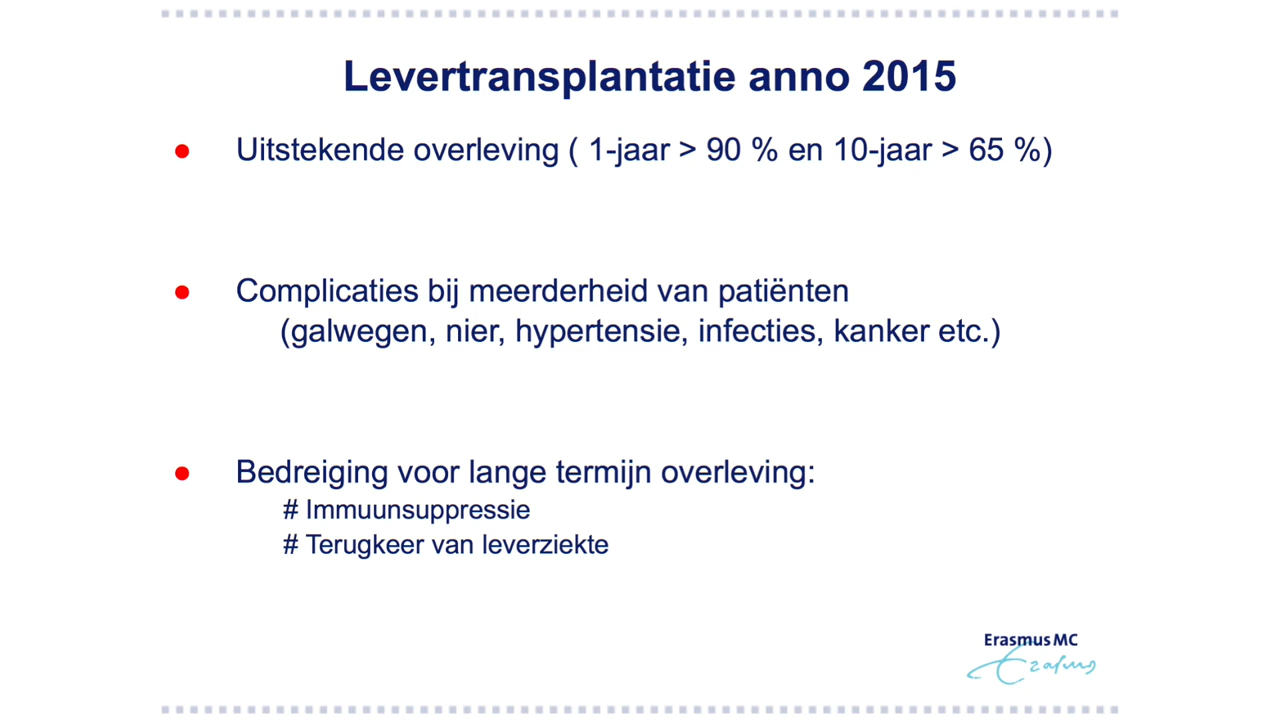 Levertransplantatie anno 2015
● Uitstekende overleving ( 1-jaar > 90 % en 10-jaar > 65 %)
● Complicaties bij meerderheid van patiënten
(galwegen, nier, hypertensie, infecties, kanker etc.)
● Bedreiging voor lange termijn overleving:
# Immuunsuppressie
# Terugkeer van leverziekte
Erasmus MC
Erasmus